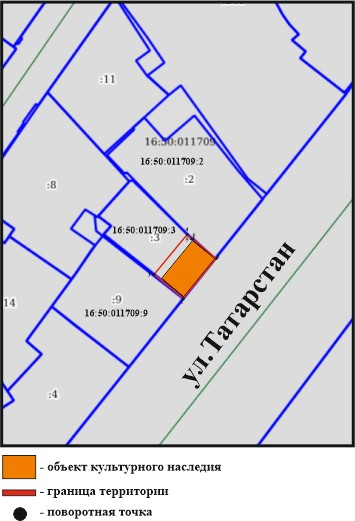 :11
16:50:011709
16:50:011709:2
:2
:8
16:50:011709:3
:3
:9
16:50:011709:9
14
:4
ул.Татарстан
- объект культурного наследия
- граница территории
- поворотная точка